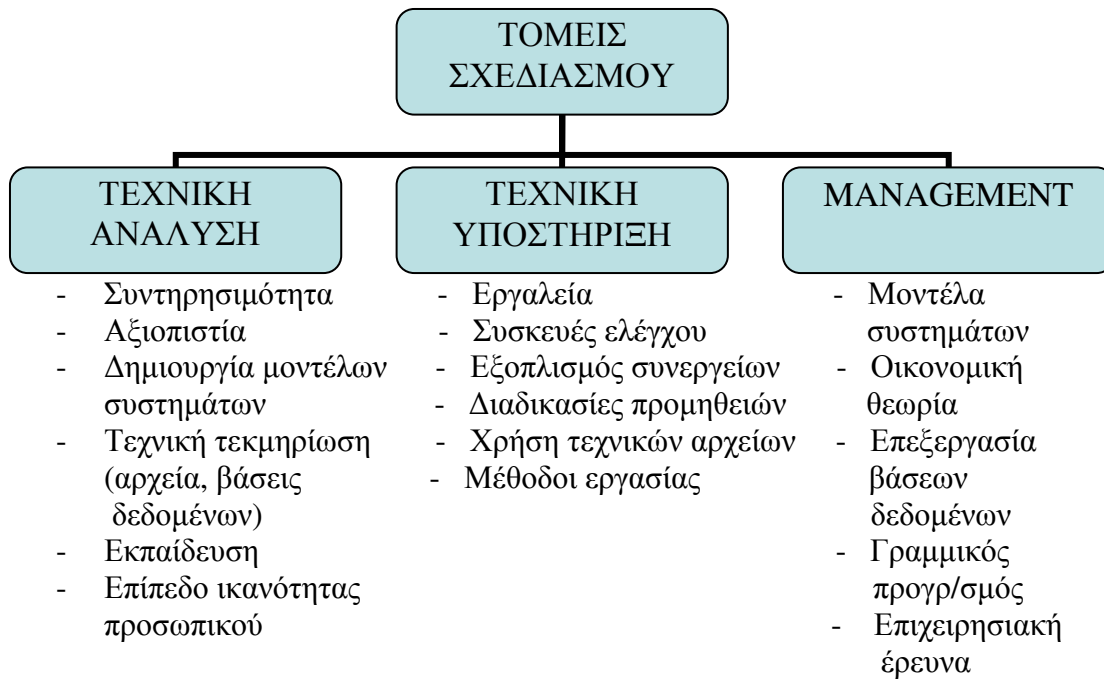 ΤΟΜΕΙΣ
ΣΧΕΔΙΑΣΜΟΥ
ΤΕΧΝΙΚΗ
ΑΝΑΛΥΣΗ
- Συντηρησιμότητα
- Αξιοπιστία
- Δημιουργία μοντέλων
συστημάτων
- Τεχνική τεκμηρίωση
(αρχεία, βάσεις
δεδομένων)
- Εκπαίδευση
- Επίπεδο ικανότητας
προσωπικού
ΤΕΧΝΙΚΗ
ΥΠΟΣΤΗΡΙΞΗ
- Εργαλεία
- Συσκευές ελέγχου
- Εξοπλισμός συνεργείων
- Διαδικασίες προμηθειών
- Χρήση τεχνικών αρχείων
- Μέθοδοι εργασίας
MANAGEMENT
- Μοντέλα
συστημάτων
- Οικονομική
θεωρία
- Επεξεργασία
βάσεων
δεδομένων
- Γραμμικός
προγρ/σμός
- Επιχειρησιακή
έρευνα